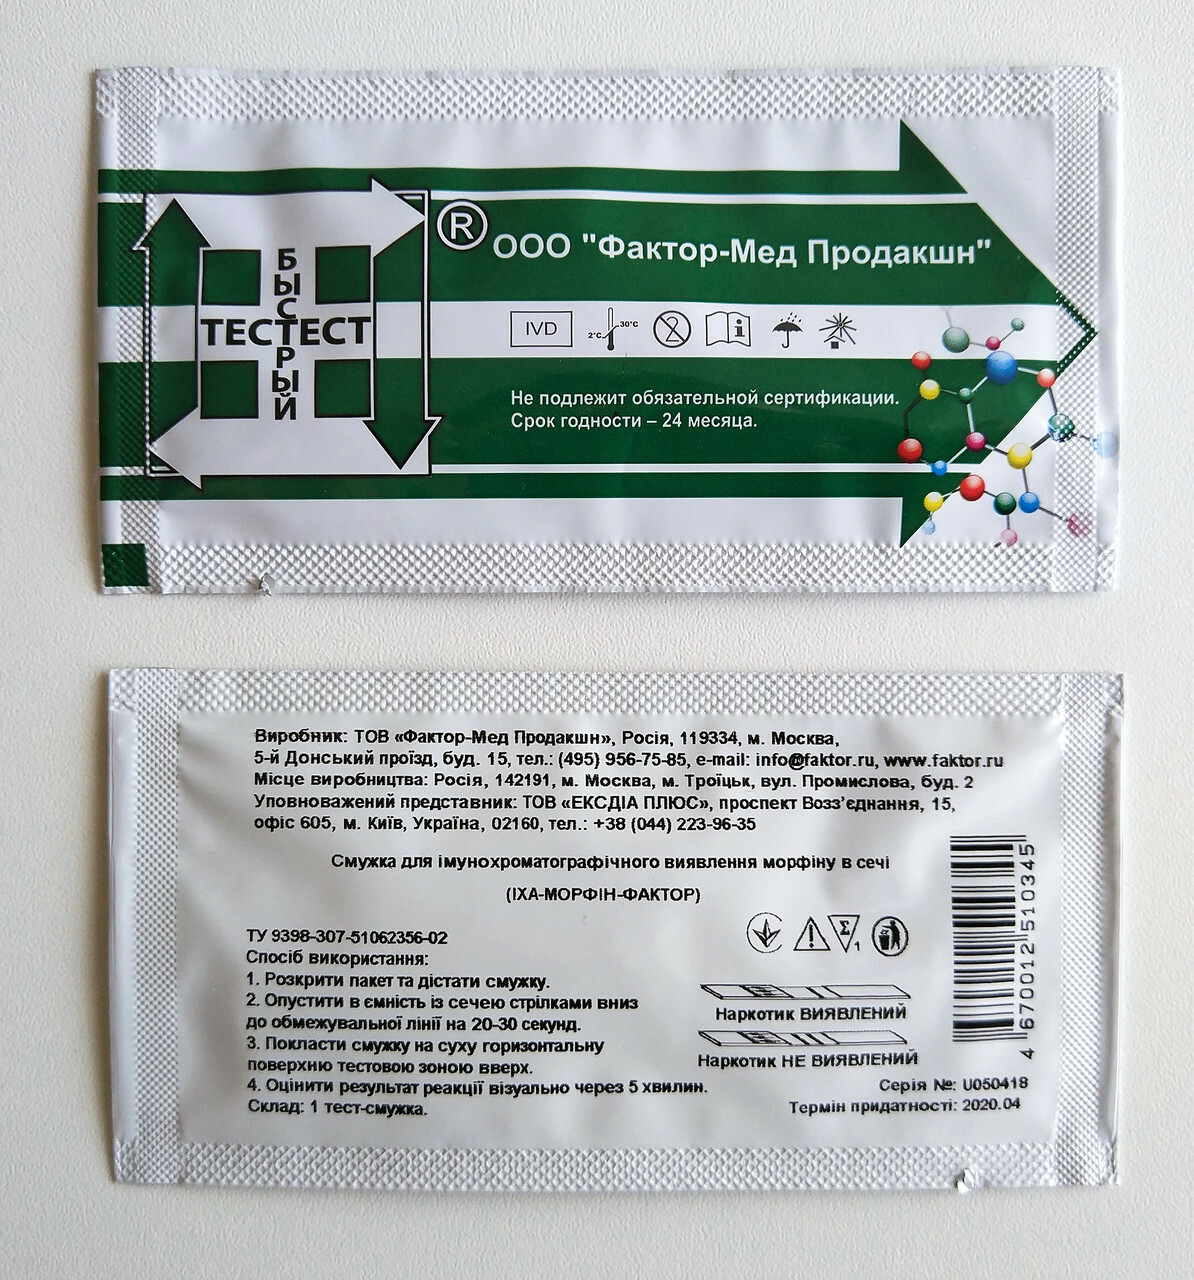 ®
ООО "Фактор-Мед Продакшн"
БЫСТРЫЙ
ТЕСТЕСТ
IVD
2°C
30°C
2
i
Не подлежит обязательной сертификации.
Срок годности – 24 месяца.
Виробник: ТОВ «Фактор-Мед Продакшн», Росія, 119334, м. Москва,
5-й Донський проїзд, буд. 15, тел.: (495) 956-75-85, e-mail: info@faktor.ru, www.faktor.ru
Місце виробництва: Росія, 142191, м. Москва, м. Троїцьк, вул. Промислова, буд. 2
Уповноважений представник: ТОВ «ЕКСДІА ПЛЮС», проспект Возз’єднання, 15,
офіс 605, м. Київ, Україна, 02160, тел.: +38 (044) 223-96-35
Смужка для імунохроматографічного виявлення морфіну в сечі
(ІХА-МОРФІН-ФАКТОР)
ТУ 9398-307-51062356-02
Спосіб використання:
1. Розкрити пакет та дістати смужку.
2. Опустити в ємність із сечею стрілками вниз
до обмежувальної лінії на 20-30 секунд.
3. Покласти смужку на суху горизонтальну
поверхню тестовою зоною вверх.
4. Оцінити результат реакції візуально через 5 хвилин.
Склад: 1 тест-смужка.
Σ 1
Наркотик ВИЯВЛЕНИЙ
Наркотик НЕ ВИЯВЛЕНИЙ
4 670012 510345
Серія №: U050418
Термін придатності: 2020.04